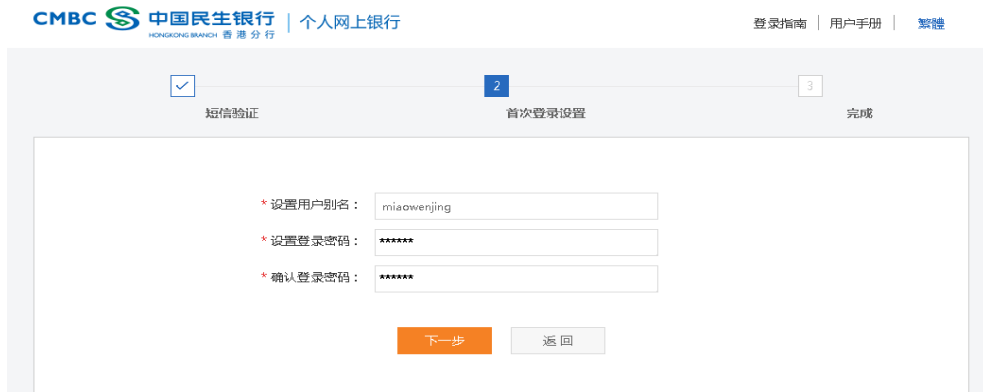 CMBC 中国民生银行 个人网上银行 登录指南 用户手册 繁體
HONGKONG BRANCH 香港分行
2 3
短信验证 首次登录设置 完成
* 设置用户别名： miaowenjing
* 设置登录密码： ******
* 确认登录密码： ******
下一步 返回